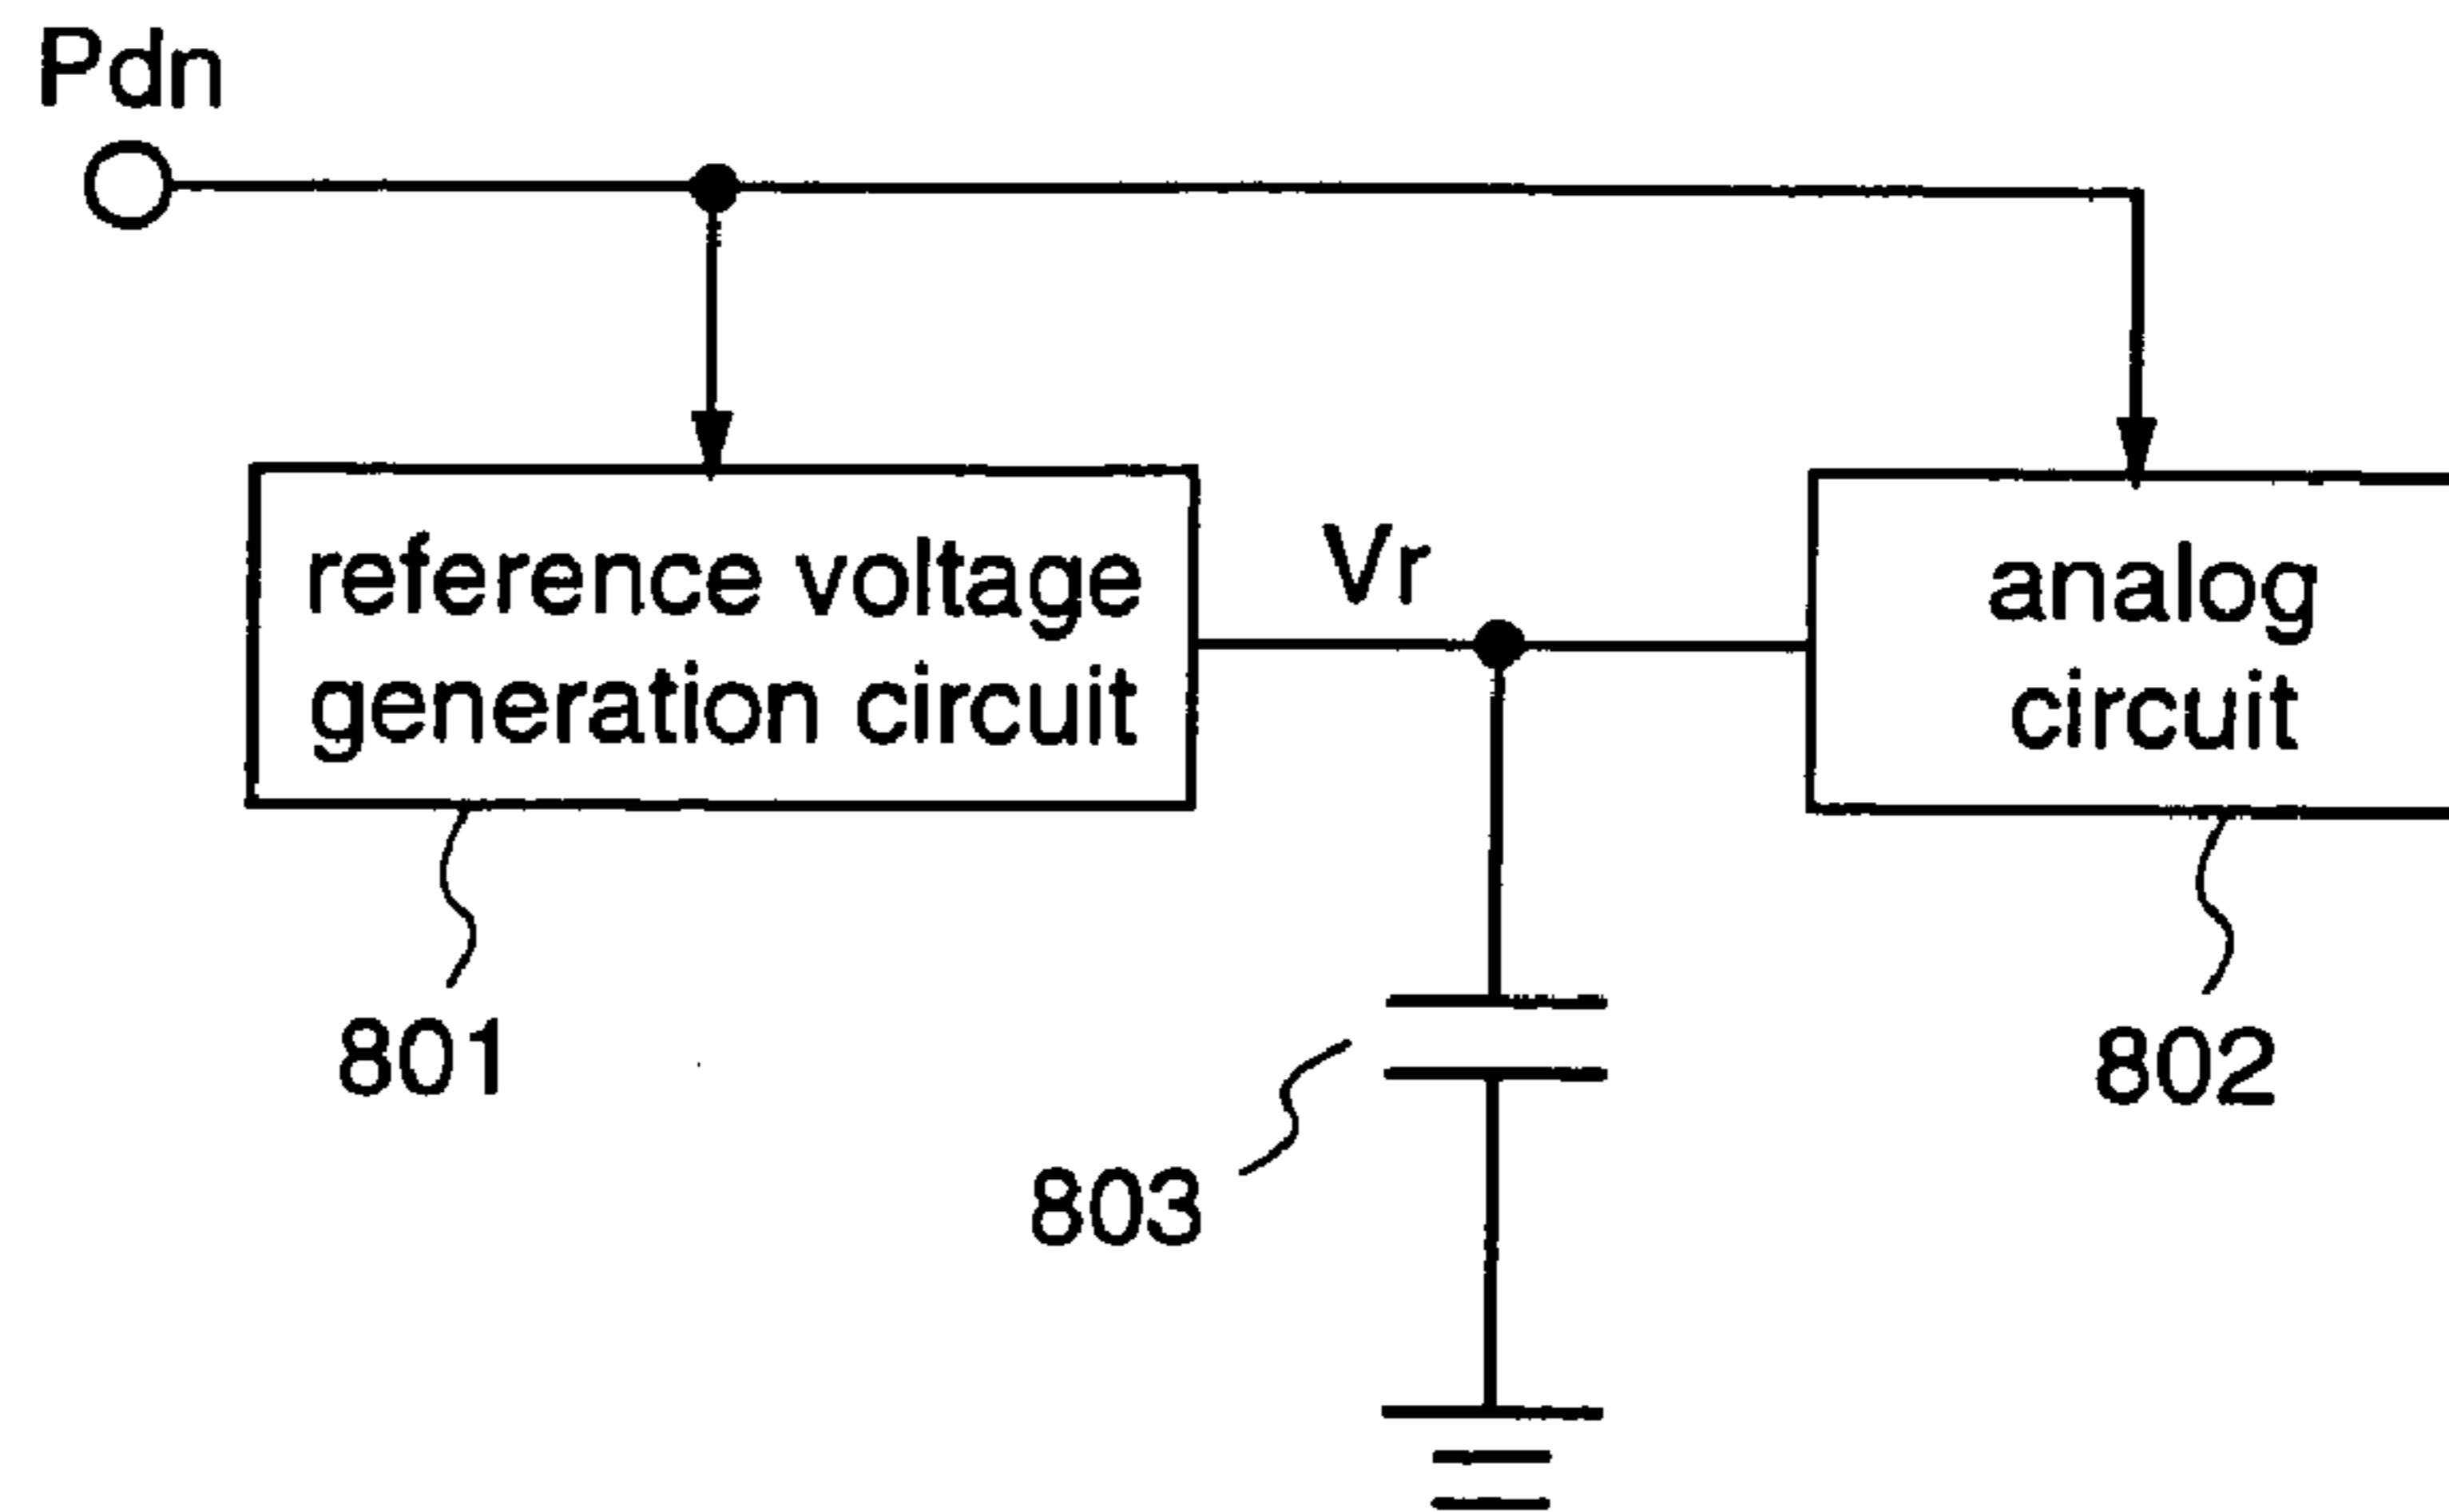 Pdn
reference voltage
generation circuit
Vr
analog
circuit
801
802
803